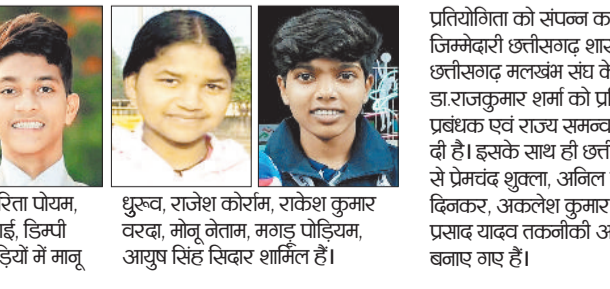 रिता पोयम,
ाई, डिम्पी
ड़ियों में मानू
धुरूव, राजेश कोर्राम, राकेश कुमार
वरदा, मोनू नेताम, मगाड़ू पोड़ियम,
आयुष सिंह सिदार शार्मिल हैं।
प्रतियोगिता को संपन्न क
जिम्मेदारी छत्तीसगढ़ शास
छत्तीसगढ़ मलखंभ संघ के
डा.राजकुमार शर्मा को प्र
प्रबंधक एवं राज्य समन्व
दी है। इसके साथ ही छत्ती
से प्रेमचंद शुक्ला, अनिल
दिनकर, अकलेश कुमार
प्रसाद यादव तकनीकी अ
बनाए गए हैं।